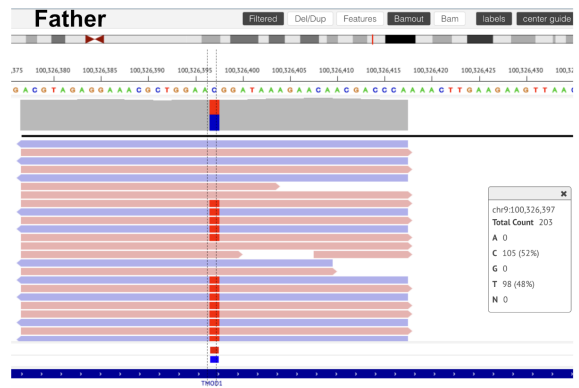 Father
Filtered Del/Dup Features Bamout Bam labels center guide
,375 100,326,380 100,326,385 100,326,390 100,326,395 100,326,400 100,326,405 100,326,410 100,326,415 100,326,420 100,326,425 100,326,430 100,32
G A C G T A G A G G A A A C G C T G G A A C G G A T A A A G A A C A A C G A C C C A A A A C T T G A A G A A G T T A A C
chr9:100,326,397
Total Count 203
A 0
C 105 (52%)
G 0
T 98 (48%)
N 0
TMOD1